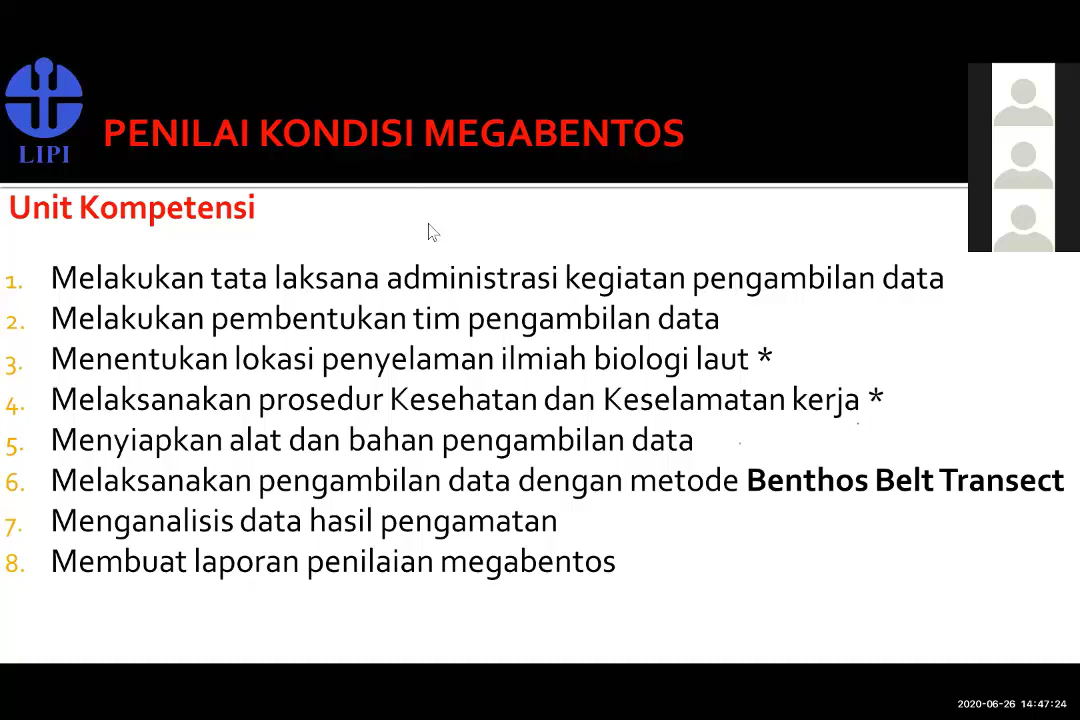 LIPI
PENILAI KONDISI MEGABENTOS
Unit Kompetensi
1. Melakukan tata laksana administrasi kegiatan pengambilan data
2. Melakukan pembentukan tim pengambilan data
3. Menentukan lokasi penyelaman ilmiah biologi laut *
4. Melaksanakan prosedur Kesehatan dan Keselamatan kerja *
5. Menyiapkan alat dan bahan pengambilan data
6. Melaksanakan pengambilan data dengan metode Benthos Belt Transect
7. Menganalisis data hasil pengamatan
8. Membuat laporan penilaian megabentos
2020-06-26 14:47:24